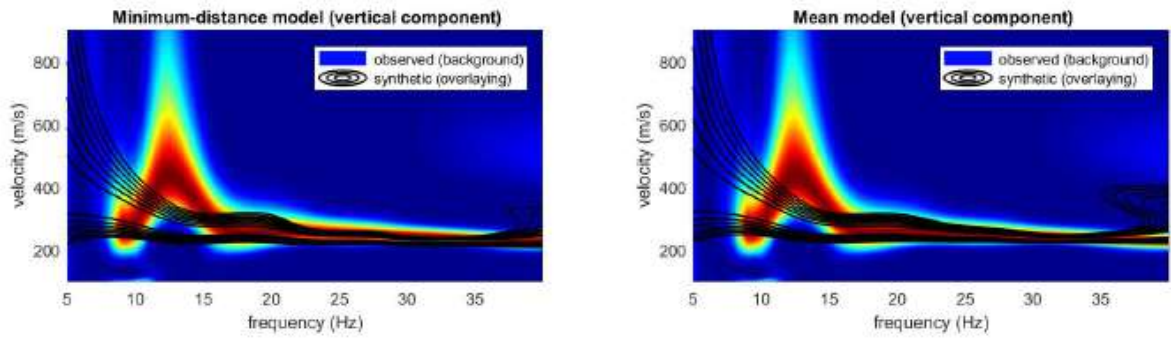 Minimum-distance model (vertical component)
observed (background)
synthetic (overlaying)
velocity (m/s)
800
600
400
200
5
10
15
20
25
30
35
frequency (Hz)
Mean model (vertical component)
observed (background)
synthetic (overlaying)
velocity (m/s)
800
600
400
200
5
10
15
20
25
30
35
frequency (Hz)